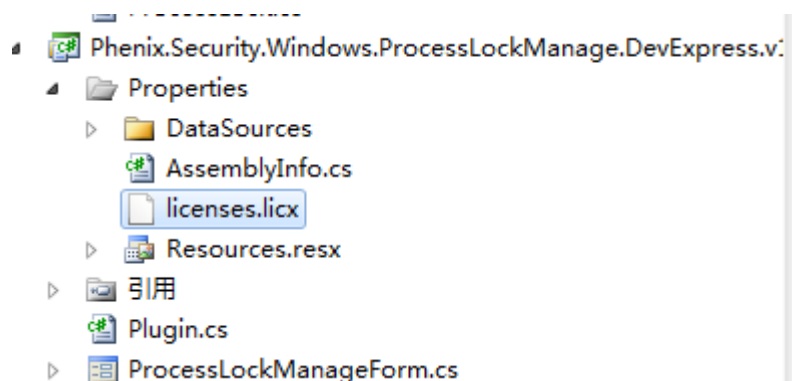 Phenix.Security.Windows.ProcessLockManage.DevExpress.v
Properties
DataSources
AssemblyInfo.cs
licenses.licx
Resources.resx
引用
Plugin.cs
ProcessLockManageForm.cs